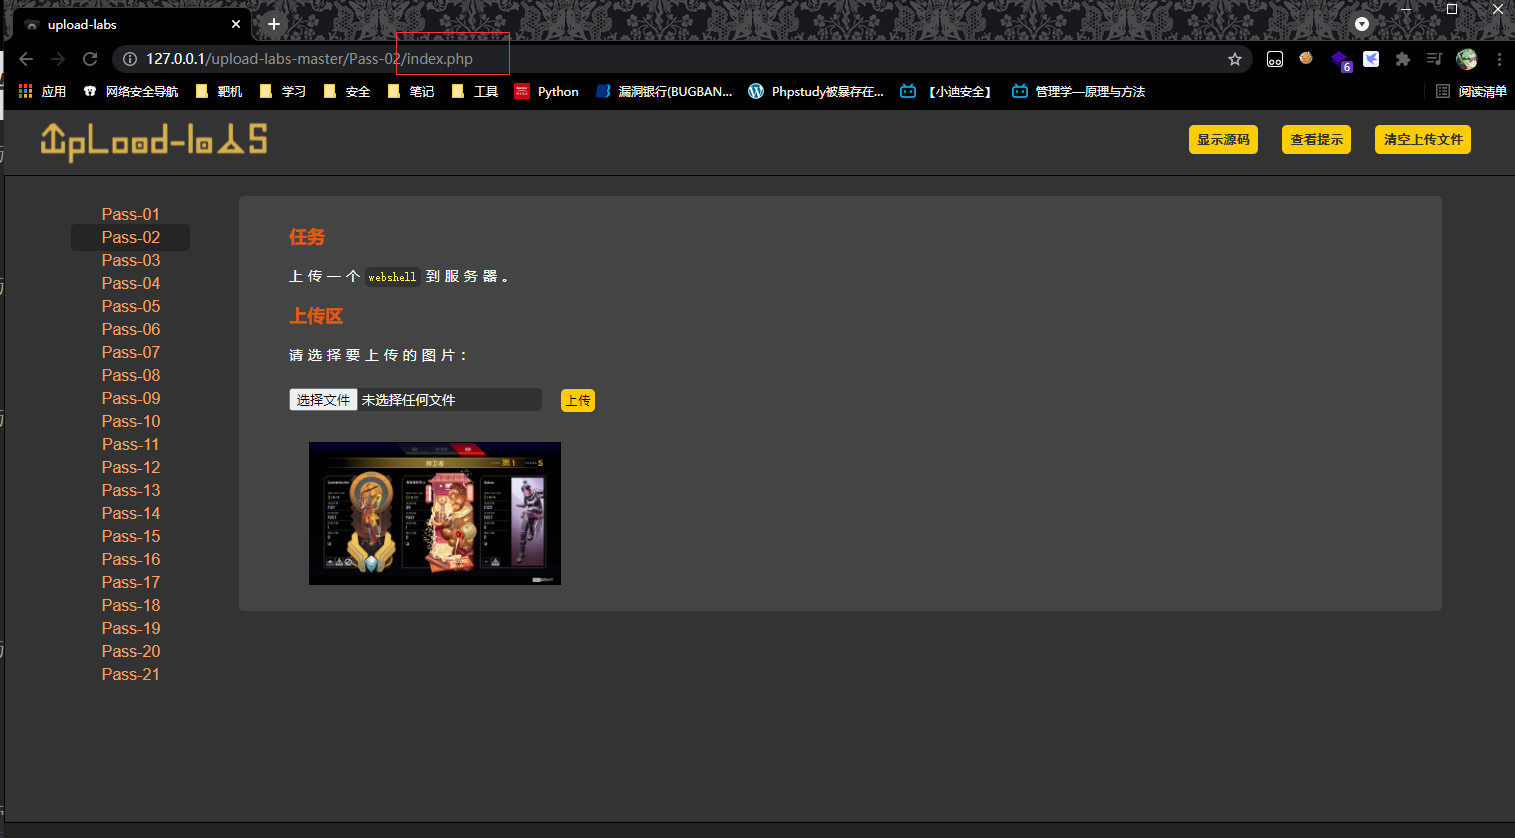 upload-labs
127.0.0.1/upload-labs-master/Pass-02/index.php
6
应用 网络安全导航 靶机 学习 安全 笔记 工具 Python 漏洞银行(BUGBAN... Phpstudy被暴存在... 【小迪安全】 管理学—原理与方法 阅读清单
UpLoad-labs
显示源码 查看提示 清空上传文件
Pass-01
Pass-02
Pass-03
Pass-04
Pass-05
Pass-06
Pass-07
Pass-08
Pass-09
Pass-10
Pass-11
Pass-12
Pass-13
Pass-14
Pass-15
Pass-16
Pass-17
Pass-18
Pass-19
Pass-20
Pass-21
任务
上传一个 webshell 到服务器。
上传区
请选择要上传的图片：
选择文件 未选择任何文件 上传
捍卫者 第1 5